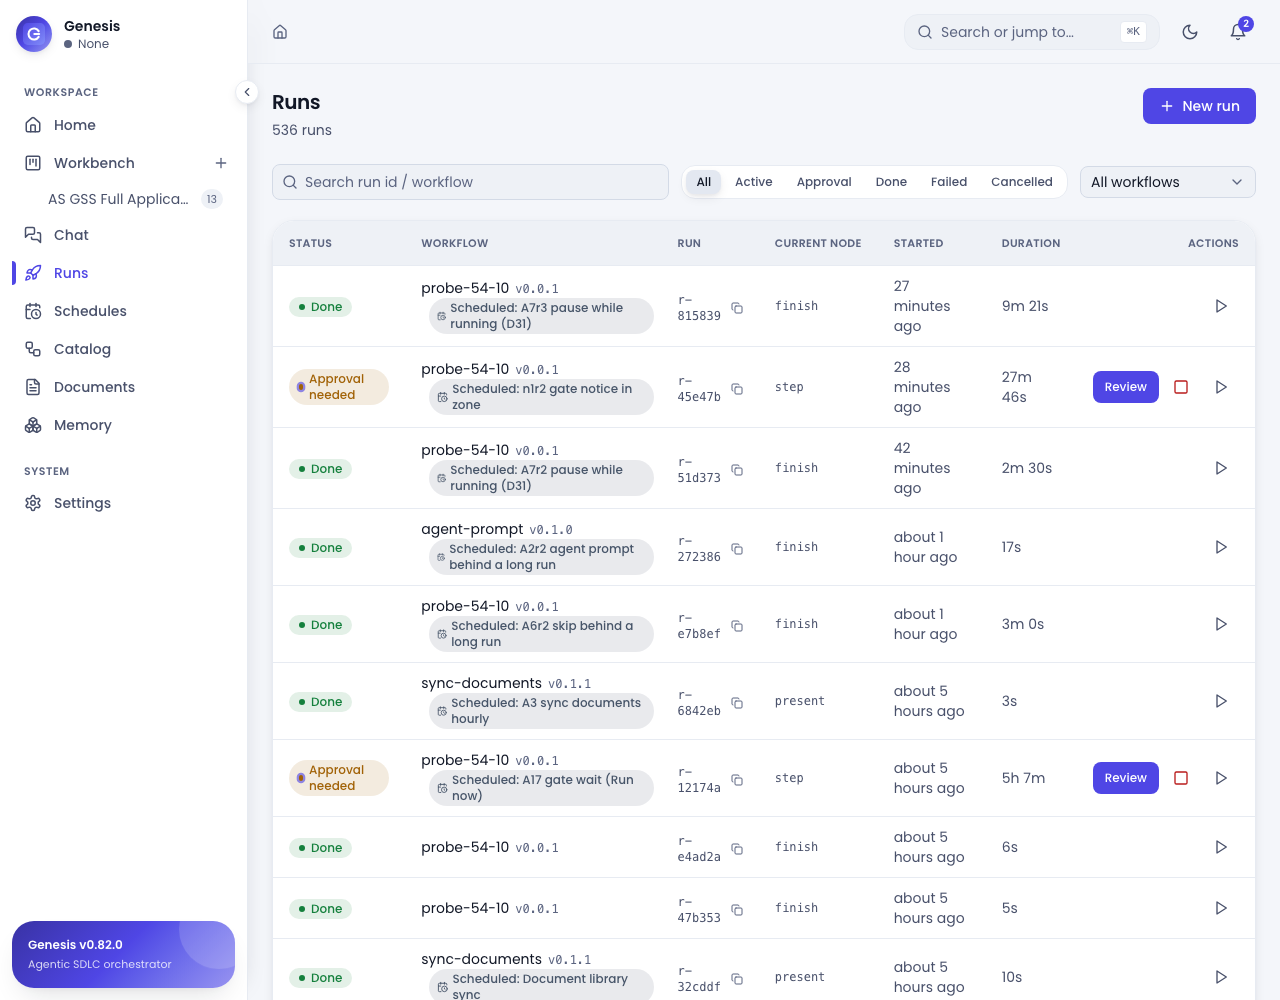 Genesis
None
WORKSPACE
Home
Workbench
AS GSS Full Applica... 13
Chat
Runs
Schedules
Catalog
Documents
Memory
SYSTEM
Settings
Genesis v0.82.0
Agentic SDLC orchestrator
Search or jump to... ⌘K
2
Runs
536 runs
New run
Search run id / workflow
All Active Approval Done Failed Cancelled
All workflows
STATUS WORKFLOW RUN CURRENT NODE STARTED DURATION ACTIONS
Done
probe-54-10 v0.0.1
Scheduled: A7r3 pause while
running (D31)
r-
815839
finish
27
minutes
ago
9m 21s
Approval
needed
probe-54-10 v0.0.1
Scheduled: n1r2 gate notice in
zone
r-
45e47b
step
28
minutes
ago
27m
46s
Review
Done
probe-54-10 v0.0.1
Scheduled: A7r2 pause while
running (D31)
r-
51d373
finish
42
minutes
ago
2m 30s
Done
agent-prompt v0.1.0
Scheduled: A2r2 agent prompt
behind a long run
r-
272386
finish
about 1
hour ago
17s
Done
probe-54-10 v0.0.1
Scheduled: A6r2 skip behind a
long run
r-
e7b8ef
finish
about 1
hour ago
3m 0s
Done
sync-documents v0.1.1
Scheduled: A3 sync documents
hourly
r-
6842eb
present
about 5
hours ago
3s
Approval
needed
probe-54-10 v0.0.1
Scheduled: A17 gate wait (Run
now)
r-
12174a
step
about 5
hours ago
5h 7m
Review
Done
probe-54-10 v0.0.1
r-
e4ad2a
finish
about 5
hours ago
6s
Done
probe-54-10 v0.0.1
r-
47b353
finish
about 5
hours ago
5s
Done
sync-documents v0.1.1
Scheduled: Document library
sync
r-
32cddf
present
about 5
hours ago
10s